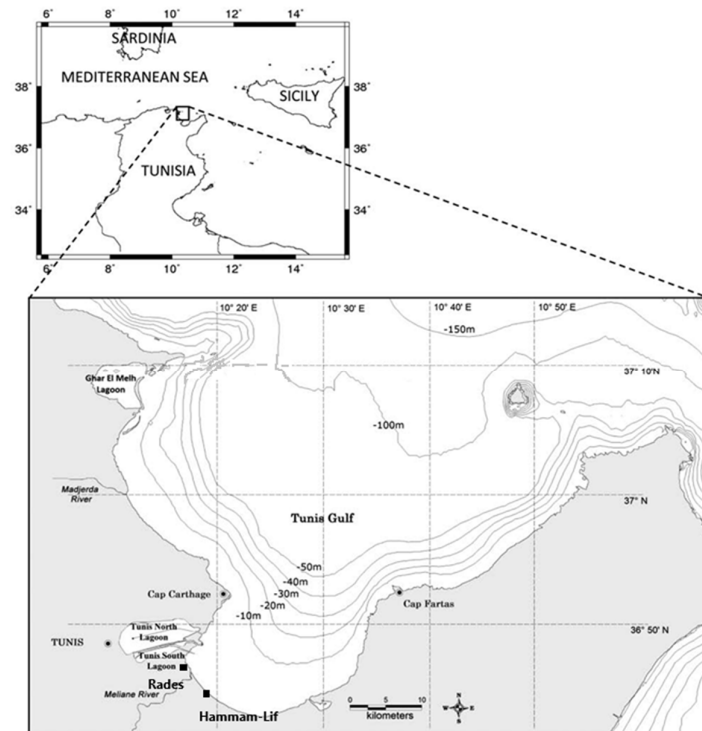 6° 8° 10° 12° 14°
SARDINIA
MEDITERRANEAN SEA
38°
38°
SICILY
36°
36°
TUNISIA
34°
34°
6° 8° 10° 12° 14°
10° 20' E
10° 30' E
10° 40' E
10° 50' E
-150m
37° 10'N
Ghar El Melh
Lagoon
-100m
Madjerda
River
37° N
Tunis Gulf
-50m
-40m
-30m
-20m
-10m
Cap Carthage
Cap Fartas
36° 50' N
Tunis North
Lagoon
TUNIS
Tunis South
Lagoon
Rades
Meliane River
Hammam-Lif
0 5 10
kilometers
N
W E
S